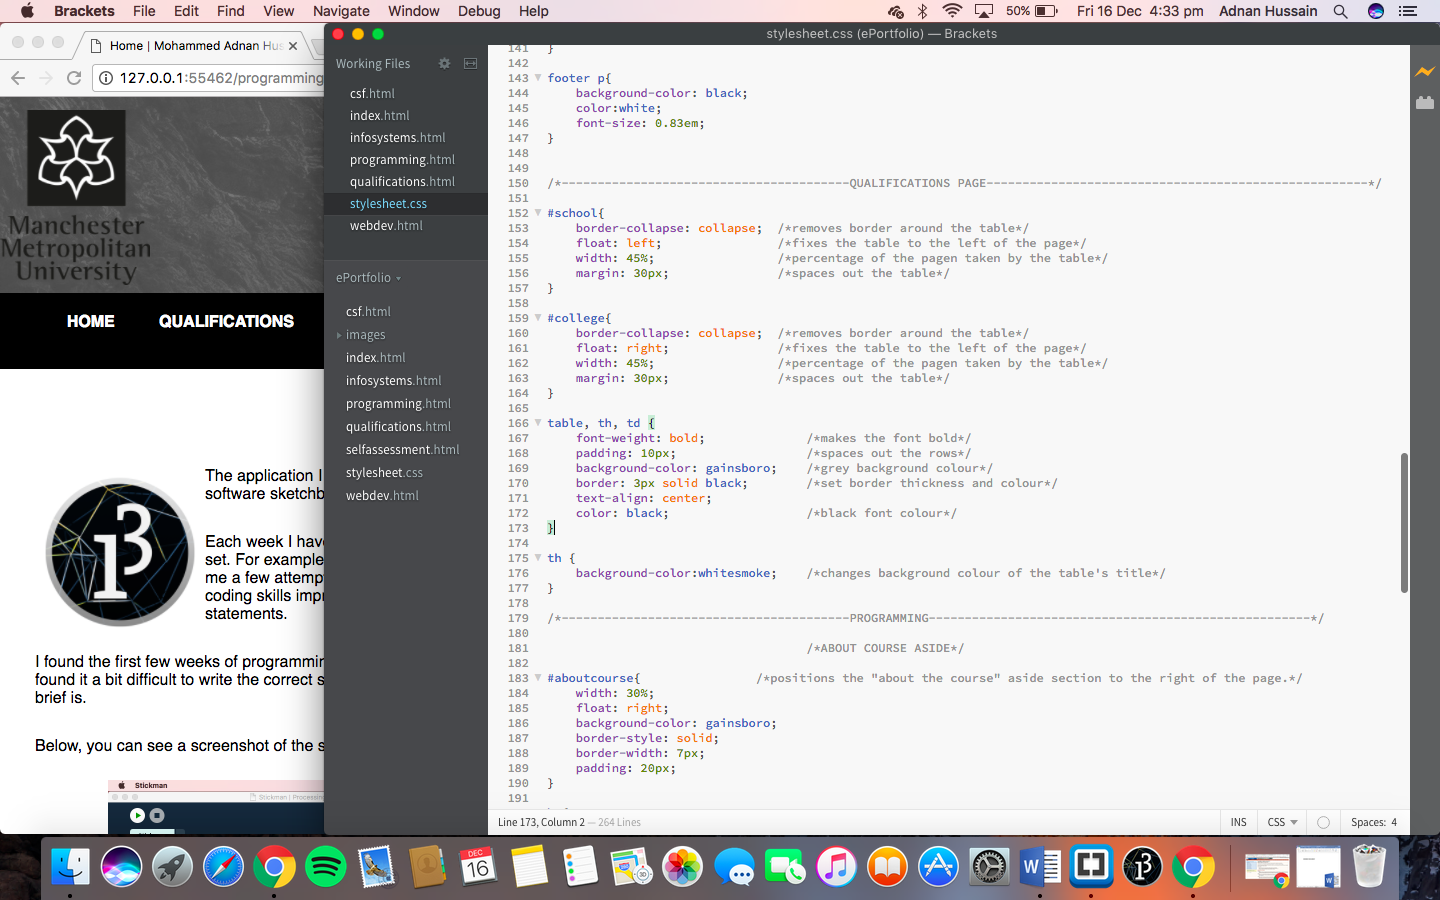 Brackets File Edit Find View Navigate Window Debug Help 50% Fri 16 Dec 4:33 pm Adnan Hussain
Home | Mohammed Adnan Hus
127.0.0.1:55462/programming
Manchester
Metropolitan
University
HOME QUALIFICATIONS
The application I
software sketchb
Each week I have
set. For example
me a few attemp
coding skills impr
statements.
I found the first few weeks of programmin
found it a bit difficult to write the correct s
brief is.
Below, you can see a screenshot of the s
Stickman
Stickman | Processing
stylesheet.css (ePortfolio) — Brackets
Working Files
csf.html
index.html
infosystems.html
programming.html
qualifications.html
stylesheet.css
webdev.html
ePortfolio
csf.html
images
index.html
infosystems.html
programming.html
qualifications.html
selfassessment.html
stylesheet.css
webdev.html
141 }
142
143 footer p{
144 background-color: black;
145 color:white;
146 font-size: 0.83em;
147 }
148
149
150 /*----------------------------------------QUALIFICATIONS PAGE-----------------------------------------------------*/
151
152 #school{
153 border-collapse: collapse; /*removes border around the table*/
154 float: left; /*fixes the table to the left of the page*/
155 width: 45%; /*percentage of the pagen taken by the table*/
156 margin: 30px; /*spaces out the table*/
157 }
158
159 #college{
160 border-collapse: collapse; /*removes border around the table*/
161 float: right; /*fixes the table to the left of the page*/
162 width: 45%; /*percentage of the pagen taken by the table*/
163 margin: 30px; /*spaces out the table*/
164 }
165
166 table, th, td {
167 font-weight: bold; /*makes the font bold*/
168 padding: 10px; /*spaces out the rows*/
169 background-color: gainsboro; /*grey background colour*/
170 border: 3px solid black; /*set border thickness and colour*/
171 text-align: center;
172 color: black; /*black font colour*/
173 }
174
175 th {
176 background-color:whitesmoke; /*changes background colour of the table's title*/
177 }
178
179 /*----------------------------------------PROGRAMMING-----------------------------------------------------*/
180
181 /*ABOUT COURSE ASIDE*/
182
183 #aboutcourse{ /*positions the "about the course" aside section to the right of the page.*/
184 width: 30%;
185 float: right;
186 background-color: gainsboro;
187 border-style: solid;
188 border-width: 7px;
189 padding: 20px;
190 }
191
Line 173, Column 2 — 264 Lines INS CSS Spaces: 4
DEC
16